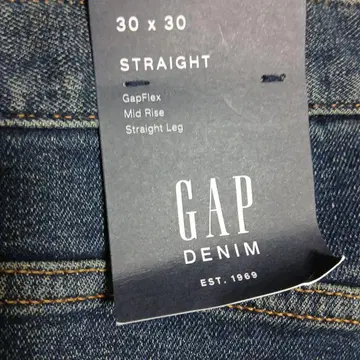 30 x 30
STRAIGHT
GapFlex
Mid Rise
Straight Leg
GAP
DENIM
EST. 1969